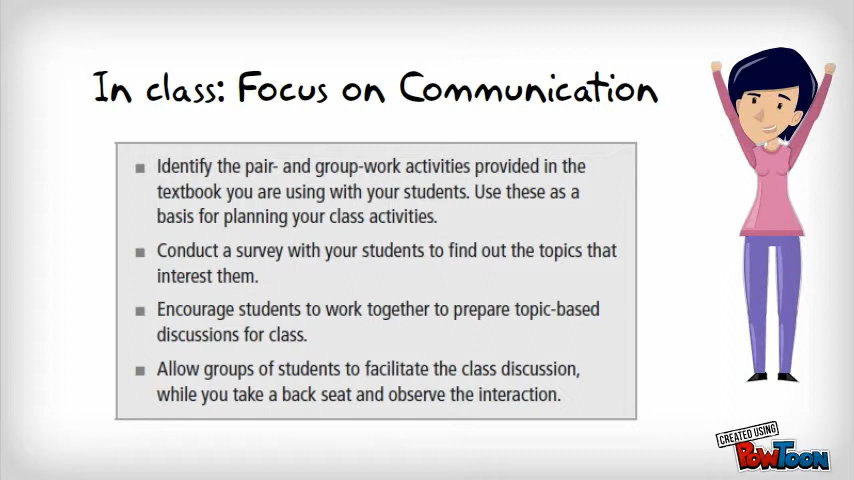 In class: Focus on Communication
■ Identify the pair- and group-work activities provided in the
textbook you are using with your students. Use these as a
basis for planning your class activities.
■ Conduct a survey with your students to find out the topics that
interest them.
■ Encourage students to work together to prepare topic-based
discussions for class.
■ Allow groups of students to facilitate the class discussion,
while you take a back seat and observe the interaction.
CREATED USING
POWTOON